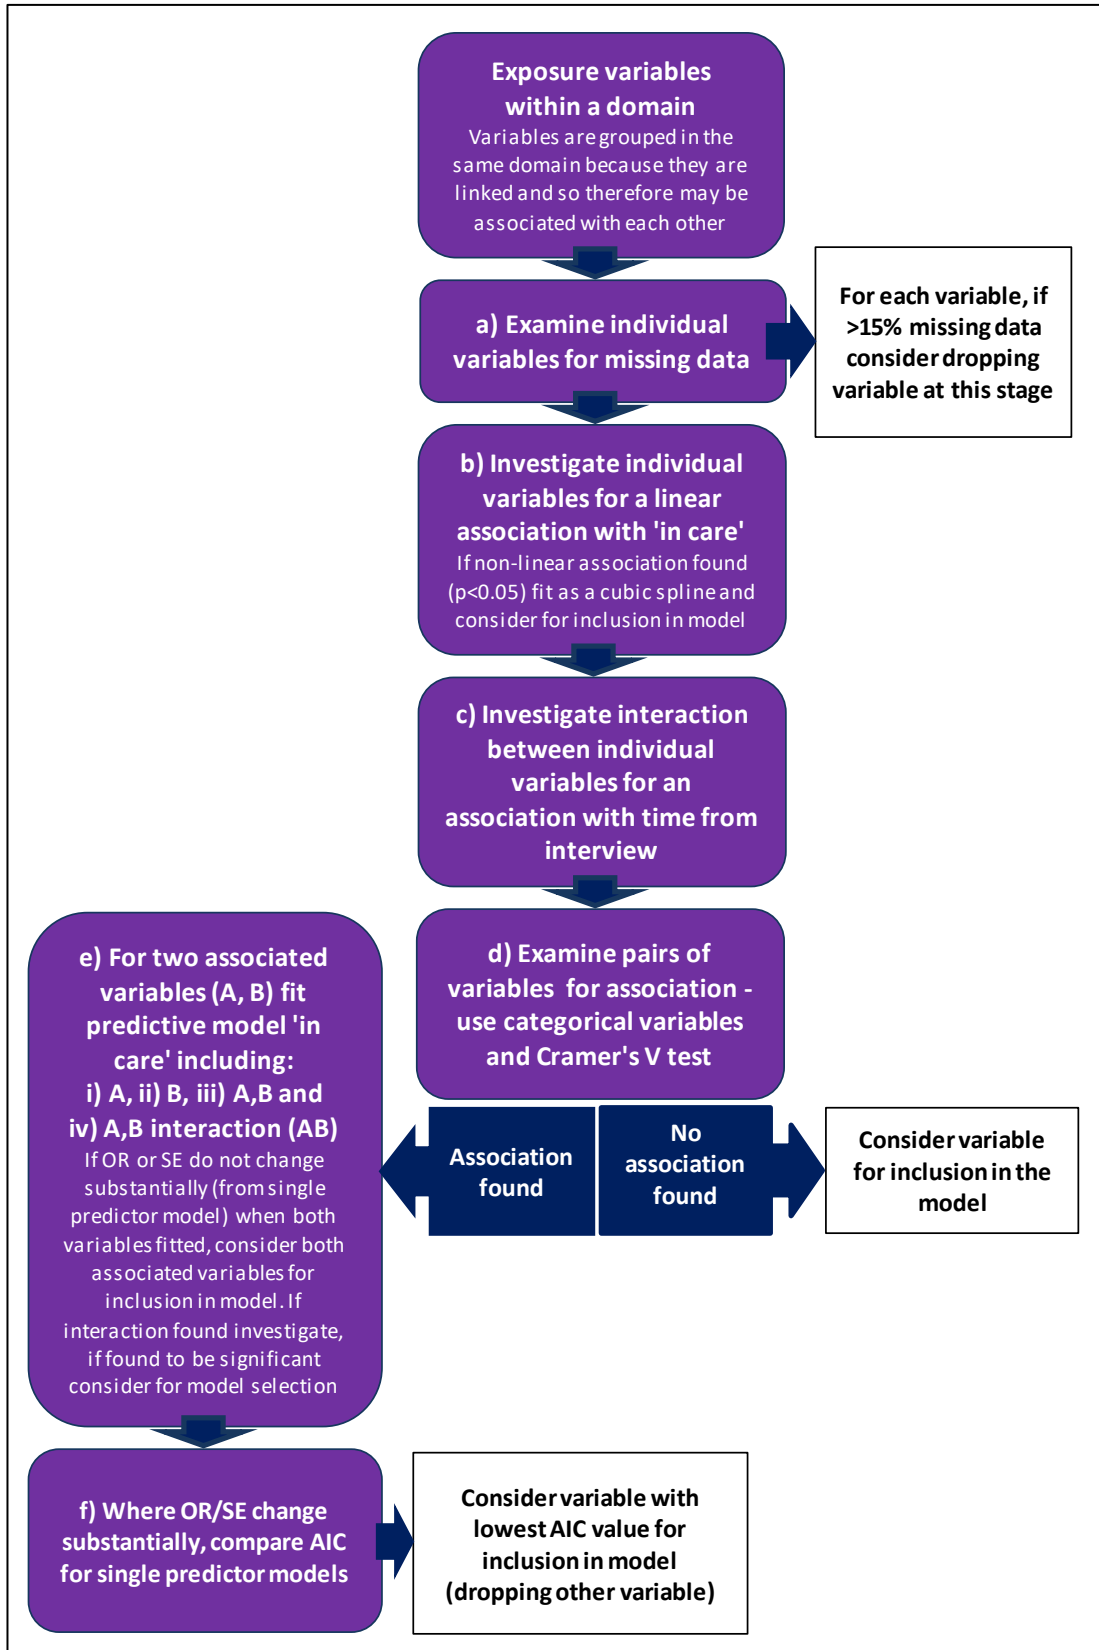 Exposure variables
within a domain
Variables are grouped in the
same domain because they are
linked and so therefore may be
associated with each other
a) Examine individual
variables for missing data
For each variable, if
>15% missing data
consider dropping
variable at this stage
b) Investigate individual
variables for a linear
association with 'in care'
If non-linear association found
(p<0.05) fit as a cubic spline and
consider for inclusion in model
c) Investigate interaction
between individual
variables for an
association with time from
interview
d) Examine pairs of
variables for association -
use categorical variables
and Cramer's V test
Association
found
No
association
found
Consider variable
for inclusion in the
model
e) For two associated
variables (A, B) fit
predictive model 'in
care' including:
i) A, ii) B, iii) A,B and
iv) A,B interaction (AB)
If OR or SE do not change
substantially (from single
predictor model) when both
variables fitted, consider both
associated variables for
inclusion in model. If
interaction found investigate,
if found to be significant
consider for model selection
f) Where OR/SE change
substantially, compare AIC
for single predictor models
Consider variable with
lowest AIC value for
inclusion in model
(dropping other variable)